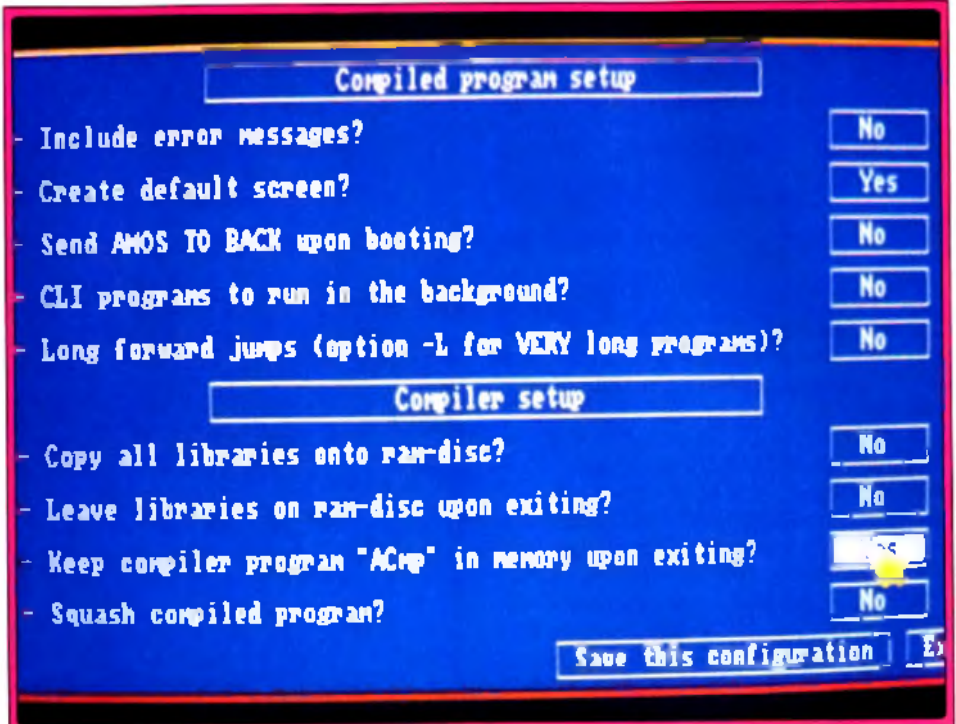 Compiled program setup
- Include error messages? No
- Create default screen? Yes
- Send AMOS TO BACK upon booting? No
- CLI programs to run in the background? No
- Long forward jumps (option -L for VERY long programs)? No
Compiler setup
- Copy all libraries onto ram-disc? No
- Leave libraries on ram-disc upon exiting? No
- Keep compiler program "ACmp" in memory upon exiting?
- Squash compiled program? No
Save this configuration